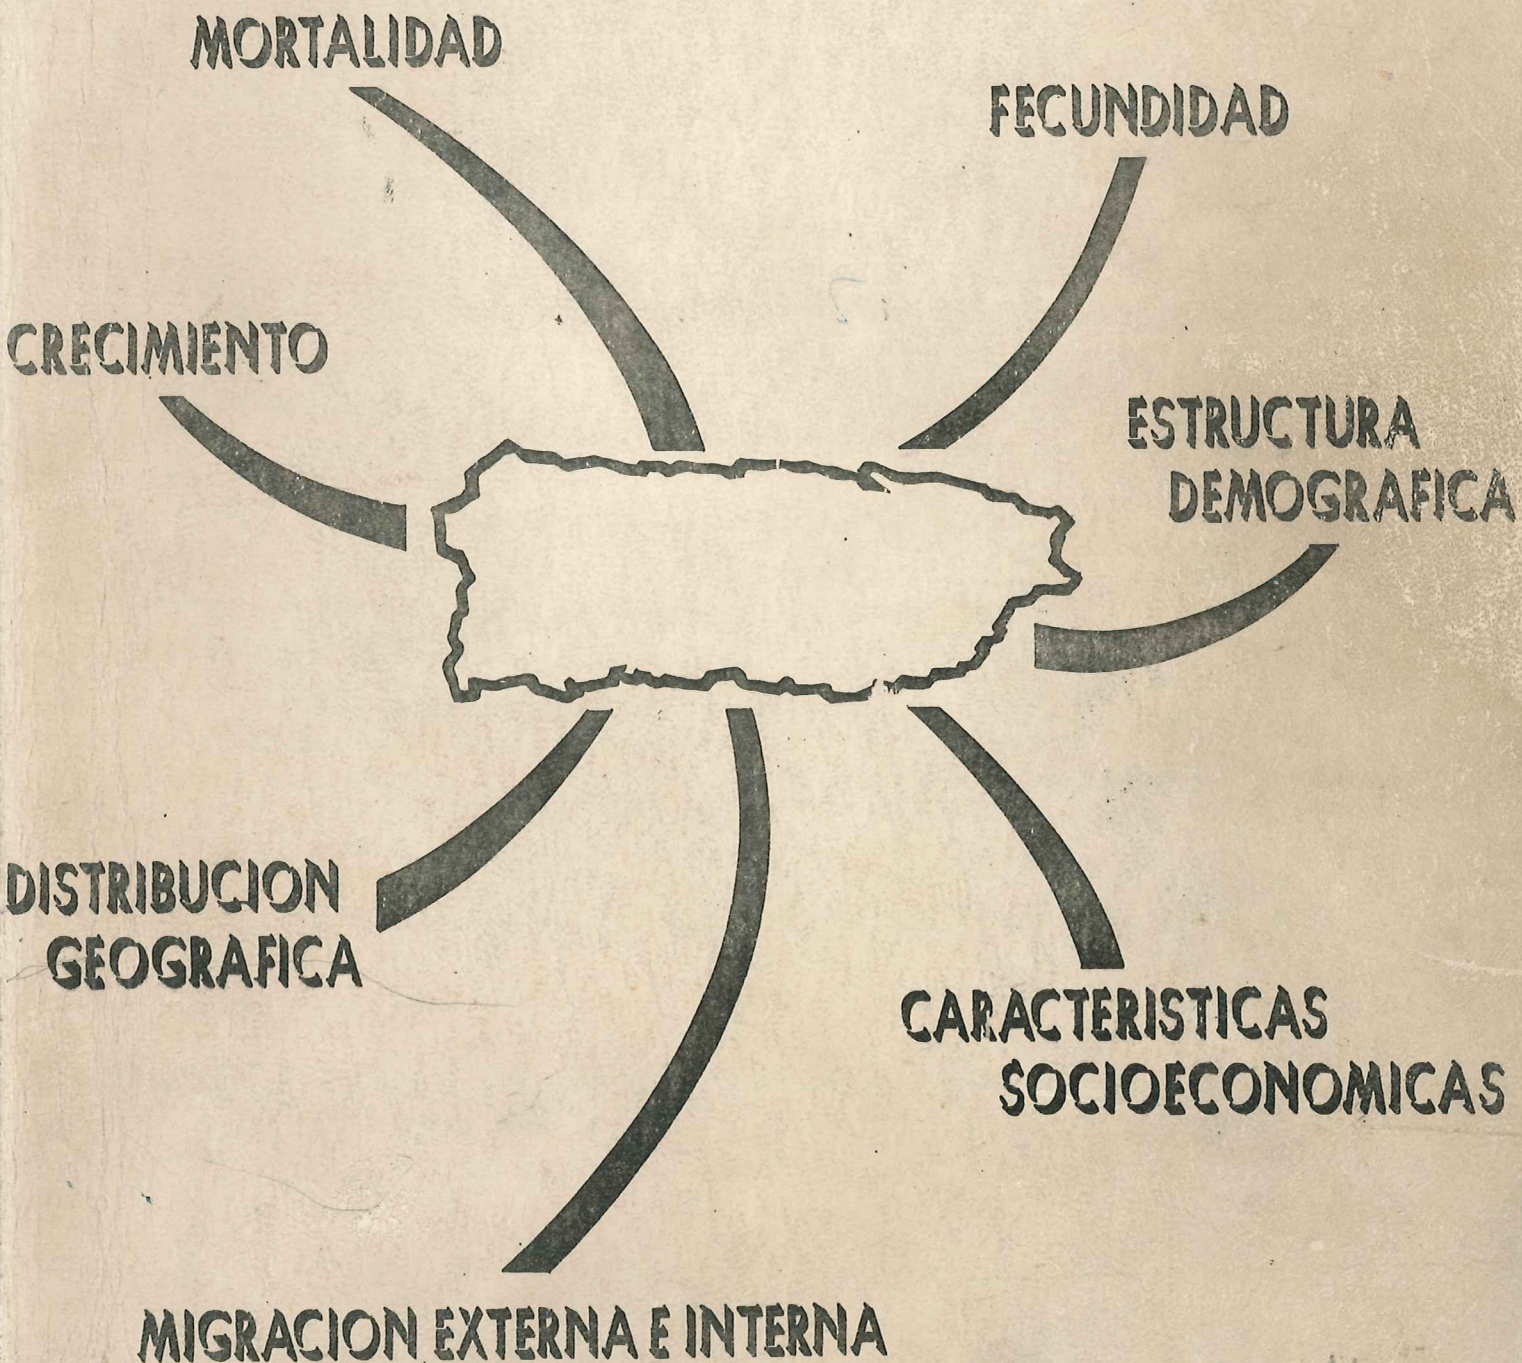 MORTALIDAD
FECUNDIDAD
CRECIMIENTO
ESTRUCTURA
DEMOGRAFICA
DISTRIBUCION
GEOGRAFICA
CARACTERISTICAS
SOCIOECONOMICAS
MIGRACION EXTERNA E INTERNA